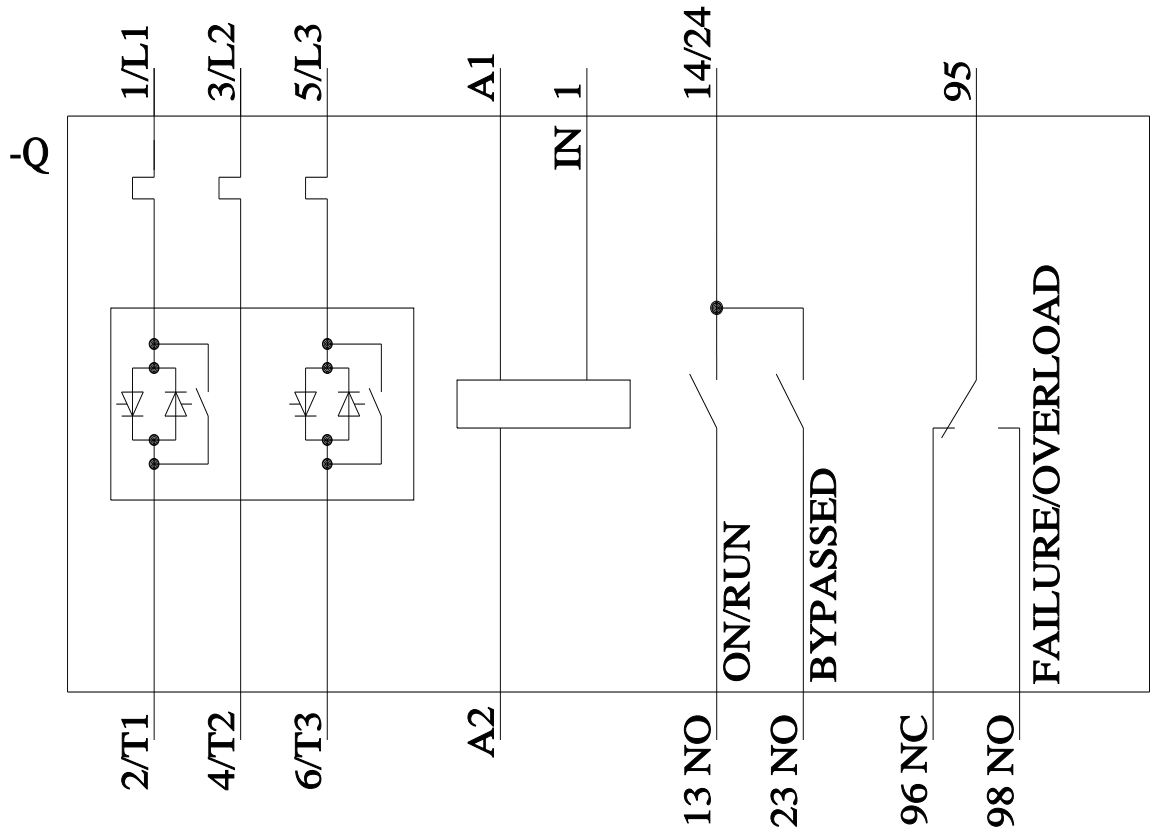 1/L1
3/L2
5/L3
A1
1
14/24
95
-Q
IN
ON/RUN
BYPASSED
FAILURE/OVERLOAD
2/T1
4/T2
6/T3
A2
13 NO
23 NO
96 NC
98 NO